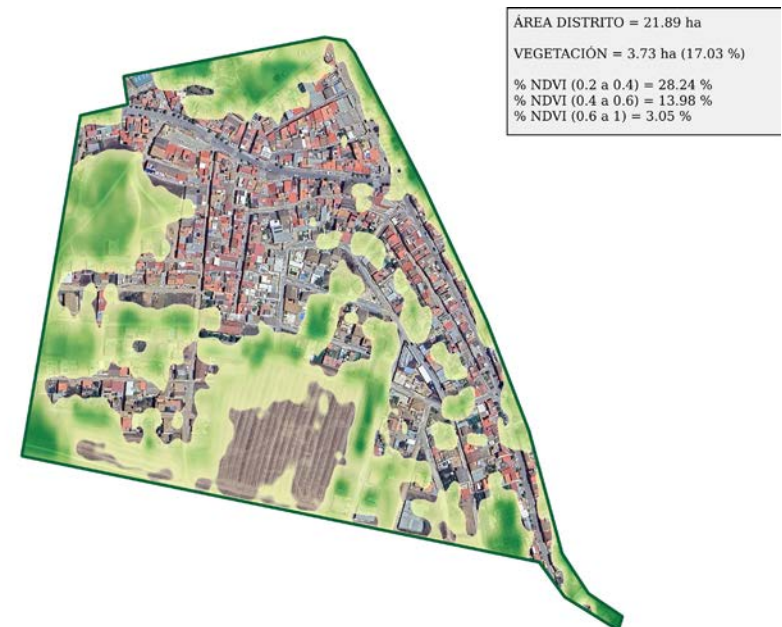 ÁREA DISTRITO = 21.89 ha
VEGETACIÓN = 3.73 ha (17.03 %)
% NDVI (0.2 a 0.4) = 28.24 %
% NDVI (0.4 a 0.6) = 13.98 %
% NDVI (0.6 a 1) = 3.05 %